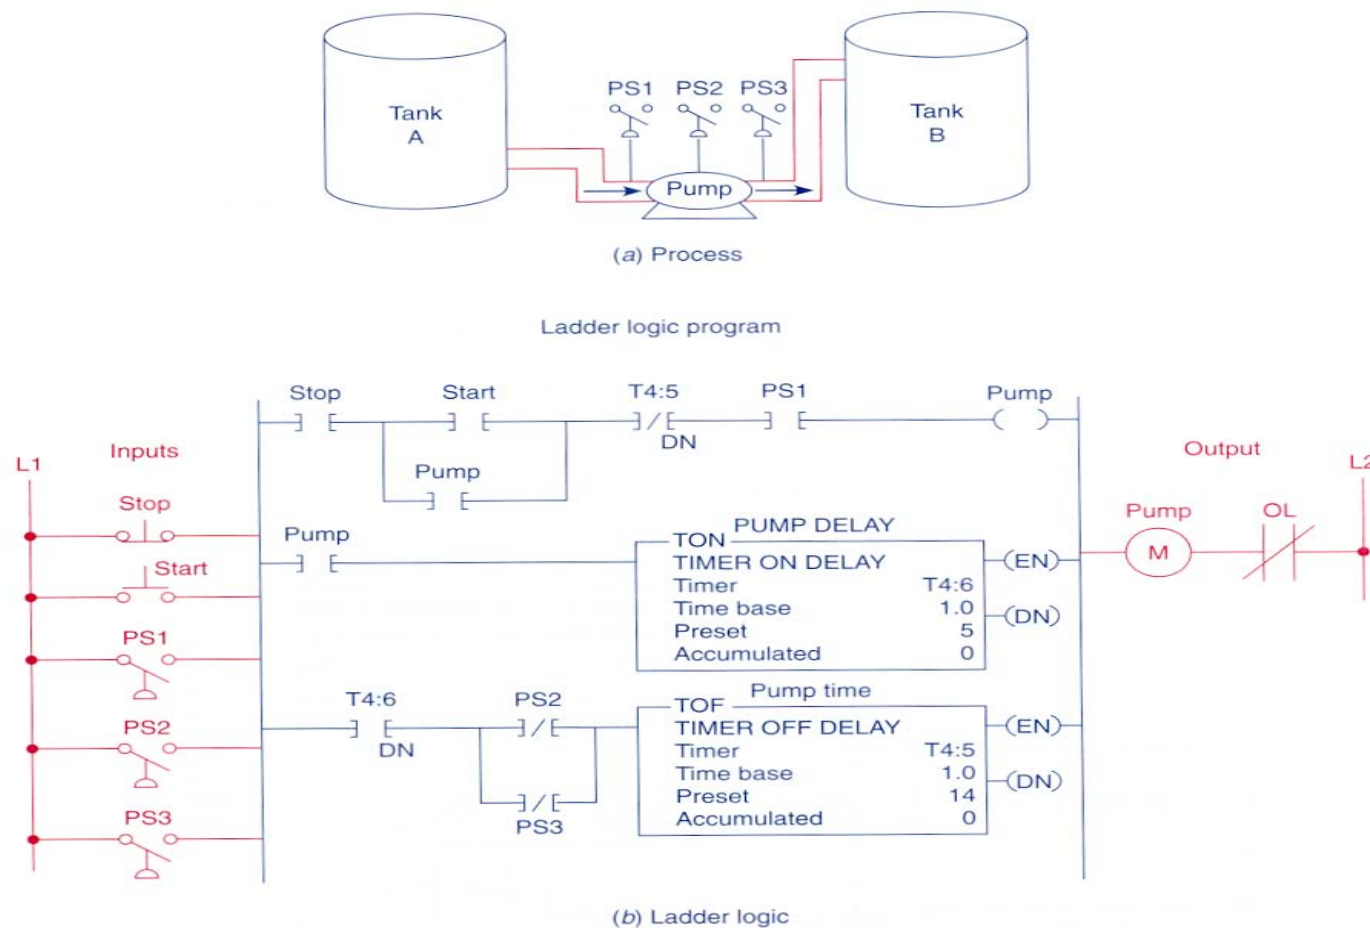 PS1 PS2 PS3
Tank
A
Tank
B
Pump
(a) Process
Ladder logic program
Stop Start T4:5 PS1 Pump
DN
Pump
Inputs
L1
Stop
Start
PS1
PS2
PS3
Pump
PUMP DELAY
TON
TIMER ON DELAY
Timer T4:6
Time base 1.0
Preset 5
Accumulated 0
(EN)
(DN)
T4:6
DN
PS2
PS3
Pump time
TOF
TIMER OFF DELAY
Timer T4:5
Time base 1.0
Preset 14
Accumulated 0
(EN)
(DN)
Output
L2
Pump OL
M
(b) Ladder logic